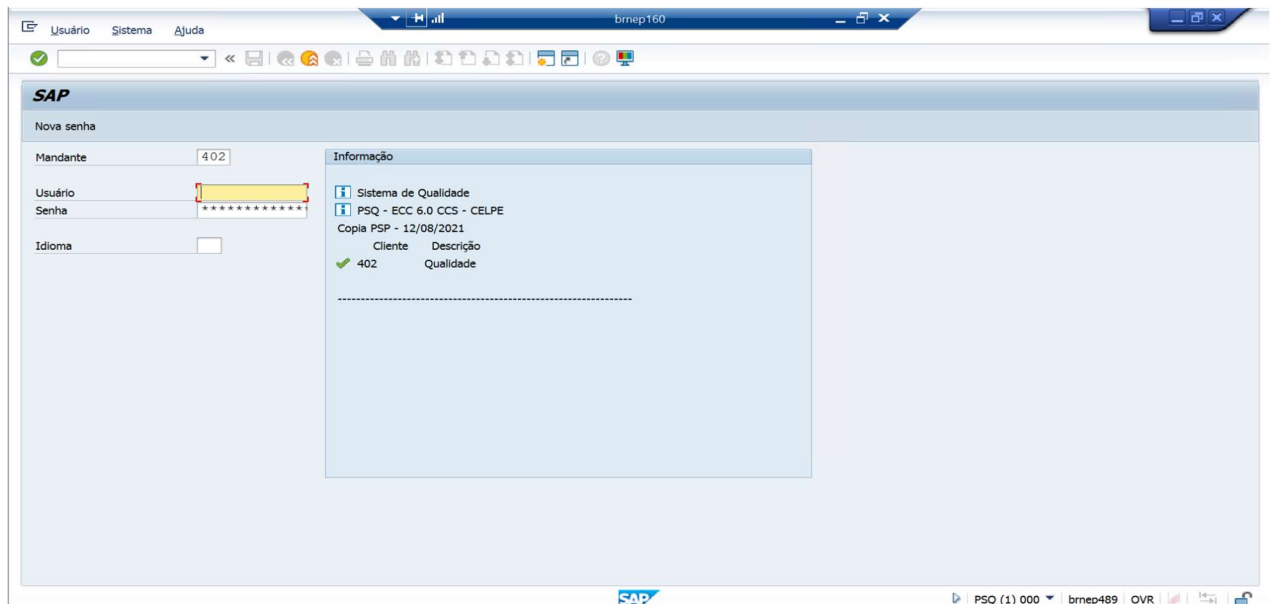 brnep160
Usuário Sistema Ajuda
SAP
Nova senha
Mandante 402
Informação
Usuário
Sistema de Qualidade
Senha ************
PSQ - ECC 6.0 CCS - CELPE
Copia PSP - 12/08/2021
Idioma
Cliente Descrição
402 Qualidade
----------------------------------------------------------------
SAP
PSQ (1) 000 brnep489 OVR